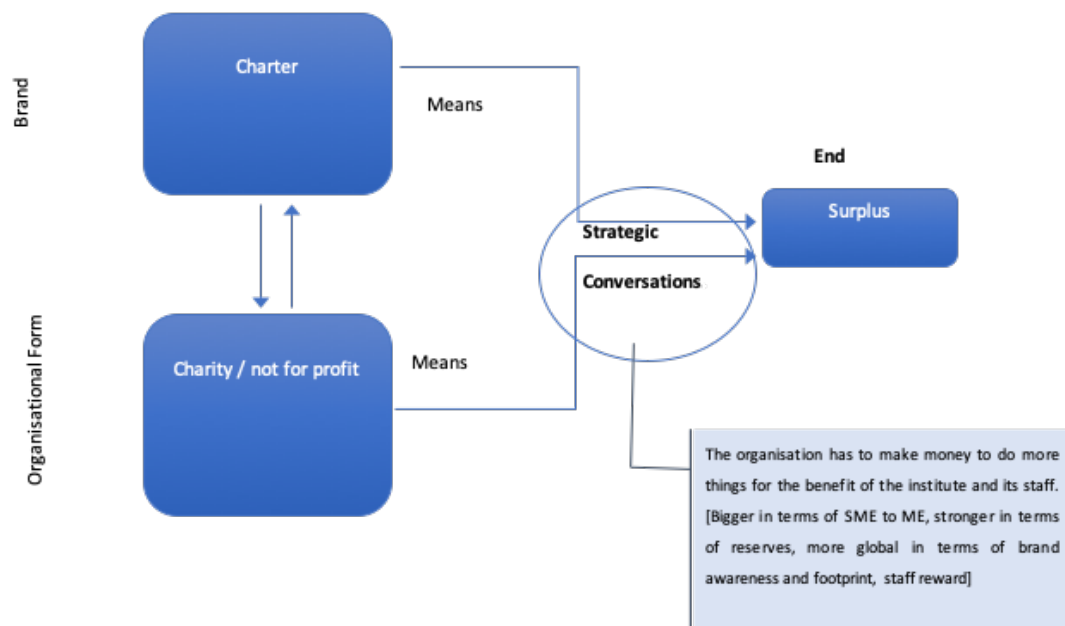 Brand
Charter
Means
End
Surplus
Strategic
Conversations
Organisational Form
Charity / not for profit
Means
The organisation has to make money to do more
things for the benefit of the institute and its staff.
[Bigger in terms of SME to ME, stronger in terms
of reserves, more global in terms of brand
awareness and footprint, staff reward]